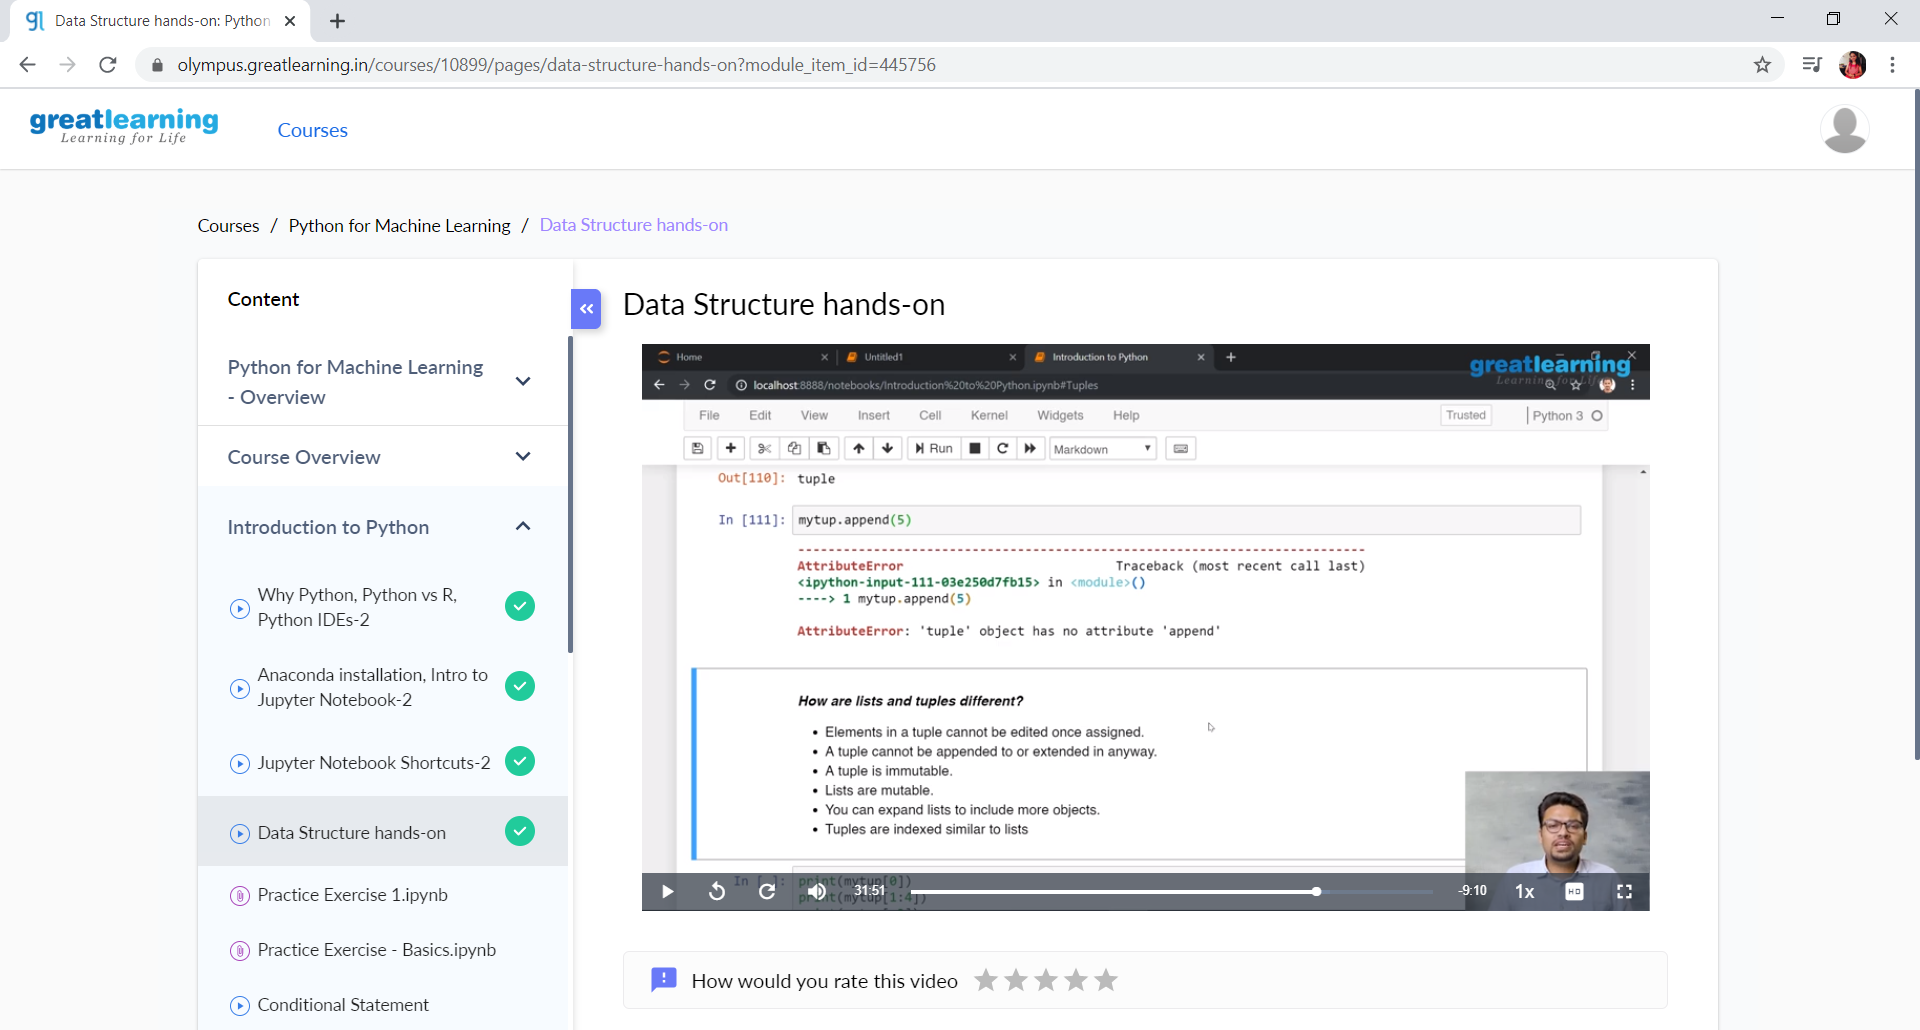 Data Structure hands-on: Python
olympus.greatlearning.in/courses/10899/pages/data-structure-hands-on?module_item_id=445756
greatlearning
Learning for Life
Courses
Courses / Python for Machine Learning / Data Structure hands-on
Content
Python for Machine Learning
- Overview
Course Overview
Introduction to Python
Why Python, Python vs R,
Python IDEs-2
Anaconda installation, Intro to
Jupyter Notebook-2
Jupyter Notebook Shortcuts-2
Data Structure hands-on
Practice Exercise 1.ipynb
Practice Exercise - Basics.ipynb
Conditional Statement
Data Structure hands-on
Home
Untitled1
Introduction to Python
greatlearning
Learning for Life
localhost:8888/notebooks/Introduction%20to%20Python.ipynb#Tuples
File Edit View Insert Cell Kernel Widgets Help
Trusted
Python 3
Run
Markdown
Out[110]: tuple
In [111]: mytup.append(5)
---------------------------------------------------------------------------
AttributeError Traceback (most recent call last)
<ipython-input-111-03e250d7fb15> in <module>()
----> 1 mytup.append(5)
AttributeError: 'tuple' object has no attribute 'append'
How are lists and tuples different?
• Elements in a tuple cannot be edited once assigned.
• A tuple cannot be appended to or extended in anyway.
• A tuple is immutable.
• Lists are mutable.
• You can expand lists to include more objects.
• Tuples are indexed similar to lists
In [ ]: print(mytup[0])
print(mytup[1:4])
31:51
-9:10
1x
HD
How would you rate this video